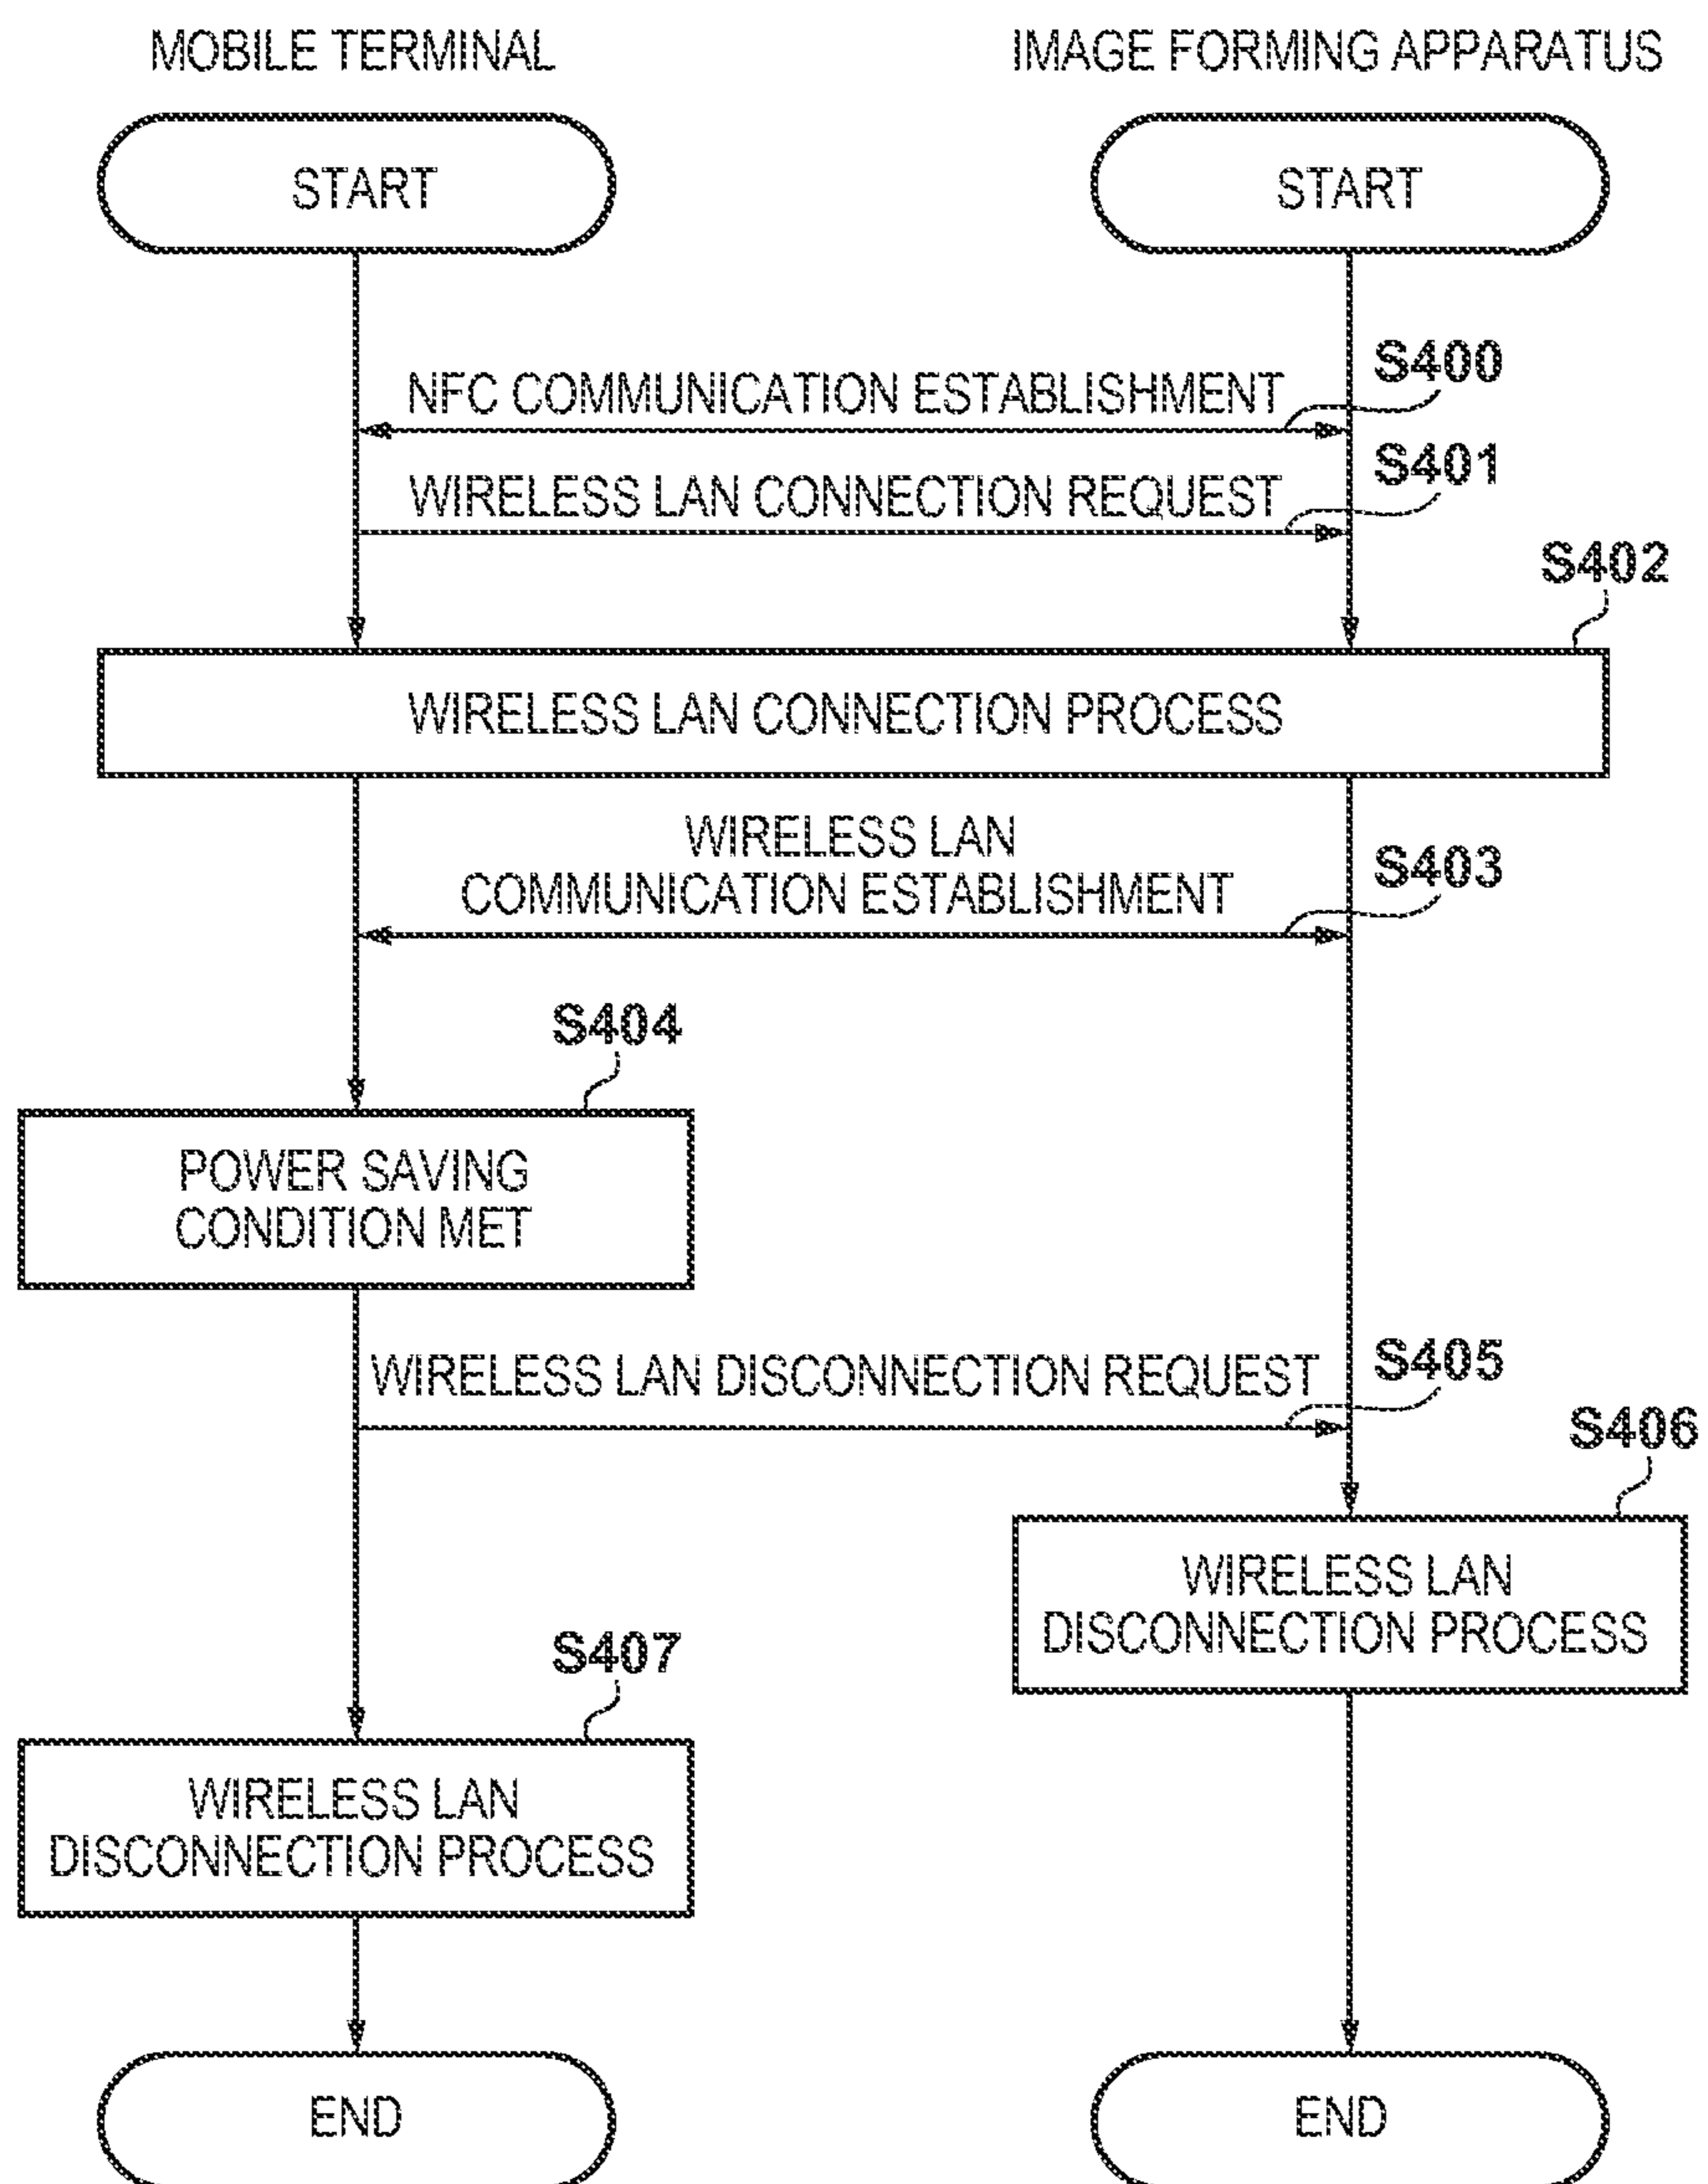 MOBILE TERMINAL
IMAGE FORMING APPARATUS
START
START
S400
NFC COMMUNICATION ESTABLISHMENT
S401
WIRELESS LAN CONNECTION REQUEST
S402
WIRELESS LAN CONNECTION PROCESS
WIRELESS LAN
COMMUNICATION ESTABLISHMENT
S403
S404
POWER SAVING
CONDITION MET
WIRELESS LAN DISCONNECTION REQUEST
S405
S406
WIRELESS LAN
DISCONNECTION PROCESS
S407
WIRELESS LAN
DISCONNECTION PROCESS
END
END